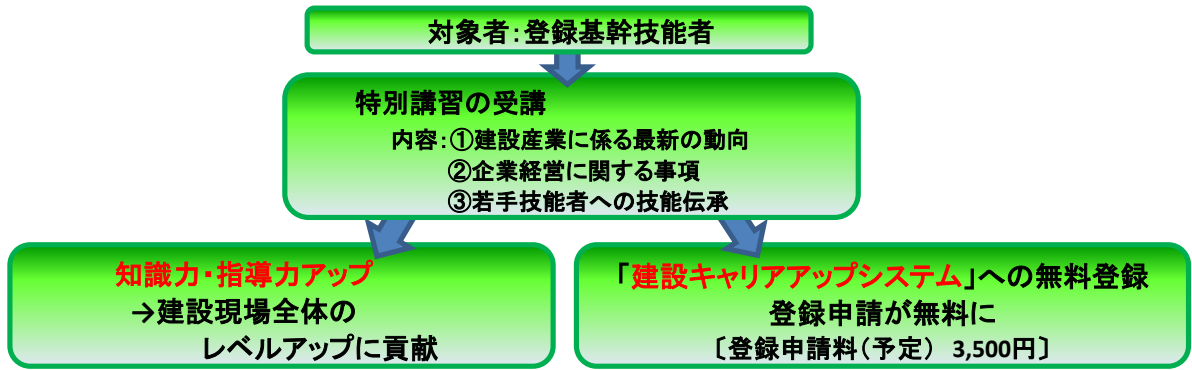 対象者：登録基幹技能者
特別講習の受講
内容：①建設産業に係る最新の動向
②企業経営に関する事項
③若手技能者への技能伝承
知識力・指導力アップ
→建設現場全体の
レベルアップに貢献
「建設キャリアアップシステム」への無料登録
登録申請が無料に
〔登録申請料（予定） 3,500円〕